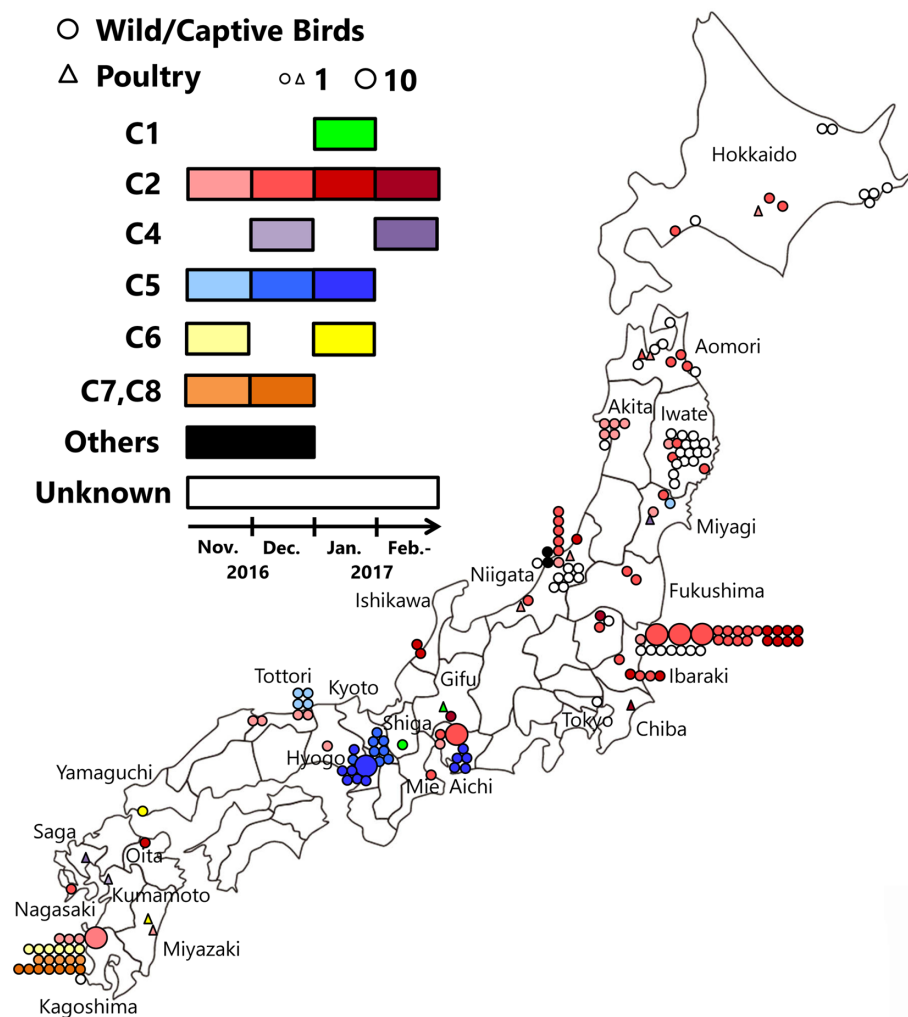 Wild/Captive Birds
Poultry
1
10
C1
C2
C4
C5
C6
C7,C8
Others
Unknown
Nov. Dec. Jan. Feb.-
2016 2017
Hokkaido
Aomori
Akita Iwate
Miyagi
Niigata
Fukushima
Ishikawa
Ibaraki
Gifu
Tottori
Kyoto
Shiga
Tokyo
Chiba
Hyogo
Mie Aichi
Yamaguchi
Saga
Oita
Kumamoto
Nagasaki
Miyazaki
Kagoshima